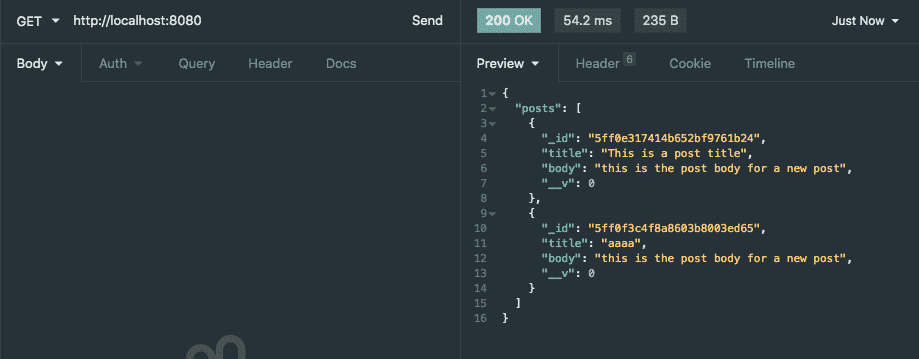 GET http://localhost:8080 Send
Body Auth Query Header Docs
200 OK 54.2 ms 235 B Just Now
Preview Header 6 Cookie Timeline
1 {
2 "posts": [
3 {
4 "_id": "5ff0e317414b652bf9761b24",
5 "title": "This is a post title",
6 "body": "this is the post body for a new post",
7 "__v": 0
8 },
9 {
10 "_id": "5ff0f3c4f8a8603b8003ed65",
11 "title": "aaaa",
12 "body": "this is the post body for a new post",
13 "__v": 0
14 }
15 ]
16 }